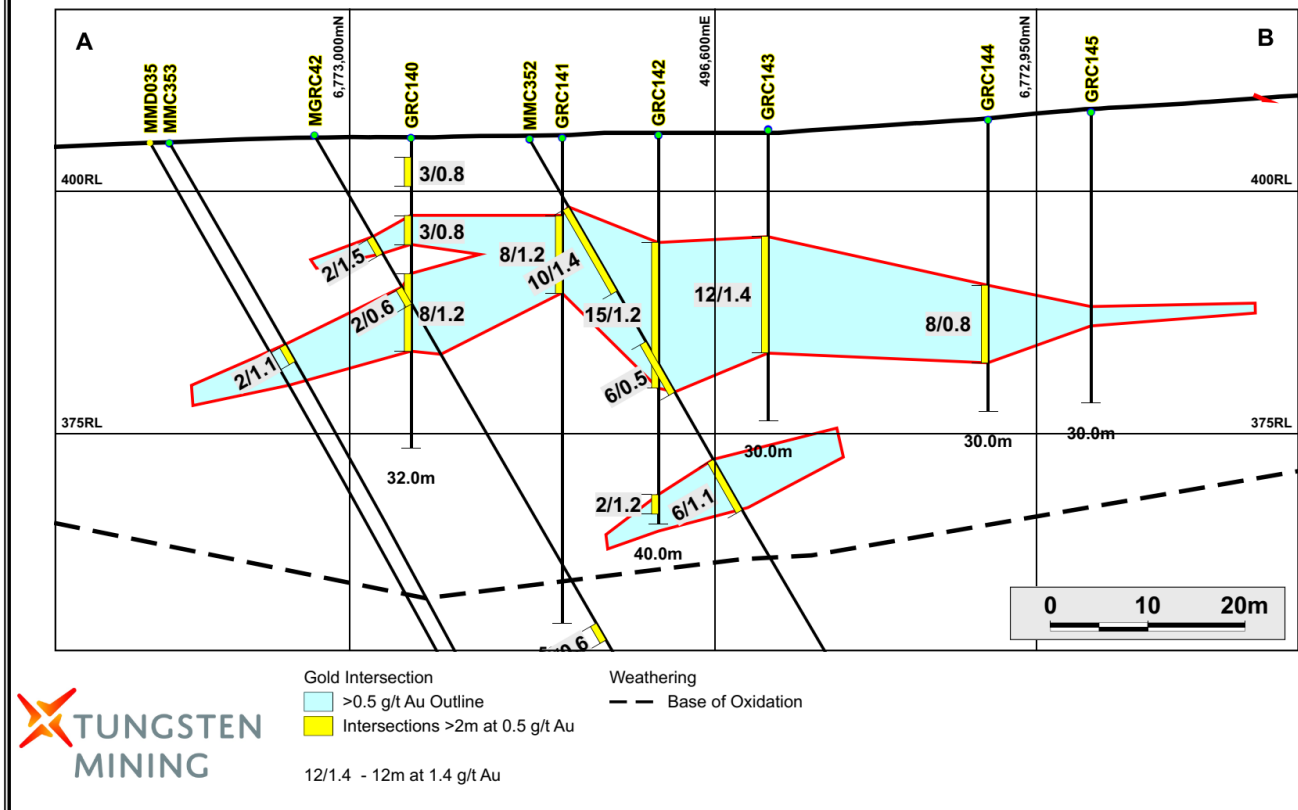 A
B
MMD035
MMC353
MGRC42
6,773,000mN
GRC140
MMC352
GRC141
GRC142
496,600mE
GRC143
GRC144
6,772,950mN
GRC145
400RL
400RL
3/0.8
3/0.8
2/1.5
8/1.2
10/1.4
2/0.6
8/1.2
15/1.2
12/1.4
8/0.8
2/1.1
6/0.5
375RL
375RL
30.0m
30.0m
30.0m
32.0m
2/1.2
6/1.1
40.0m
0 10 20m
Gold Intersection
>0.5 g/t Au Outline
Intersections >2m at 0.5 g/t Au
12/1.4 - 12m at 1.4 g/t Au
Weathering
Base of Oxidation
TUNGSTEN
MINING